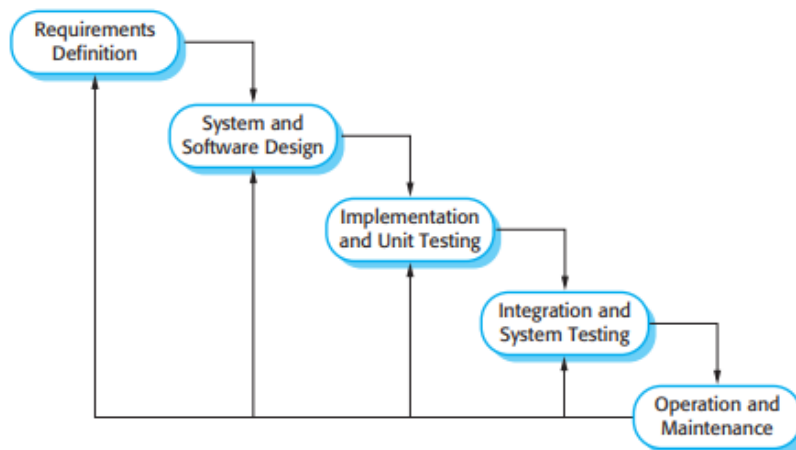 Requirements
Definition
System and
Software Design
Implementation
and Unit Testing
Integration and
System Testing
Operation and
Maintenance